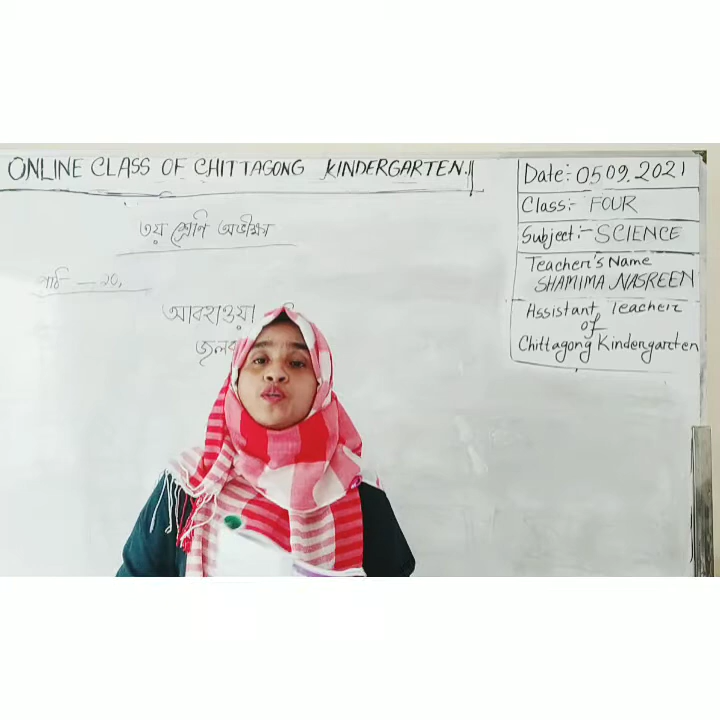 ONLINE CLASS OF CHITTAGONG KINDERGARTEN.
Date:- 05 09. 2021
Class:- FOUR
Subject:- SCIENCE
Teacher's Name
SHAMIMA NASREEN
Assistant Teacher
of
Chittagong Kindergarten
৩য় শ্রেণি অভীক্ষা
পাঠ — ২০,
আবহাওয়া